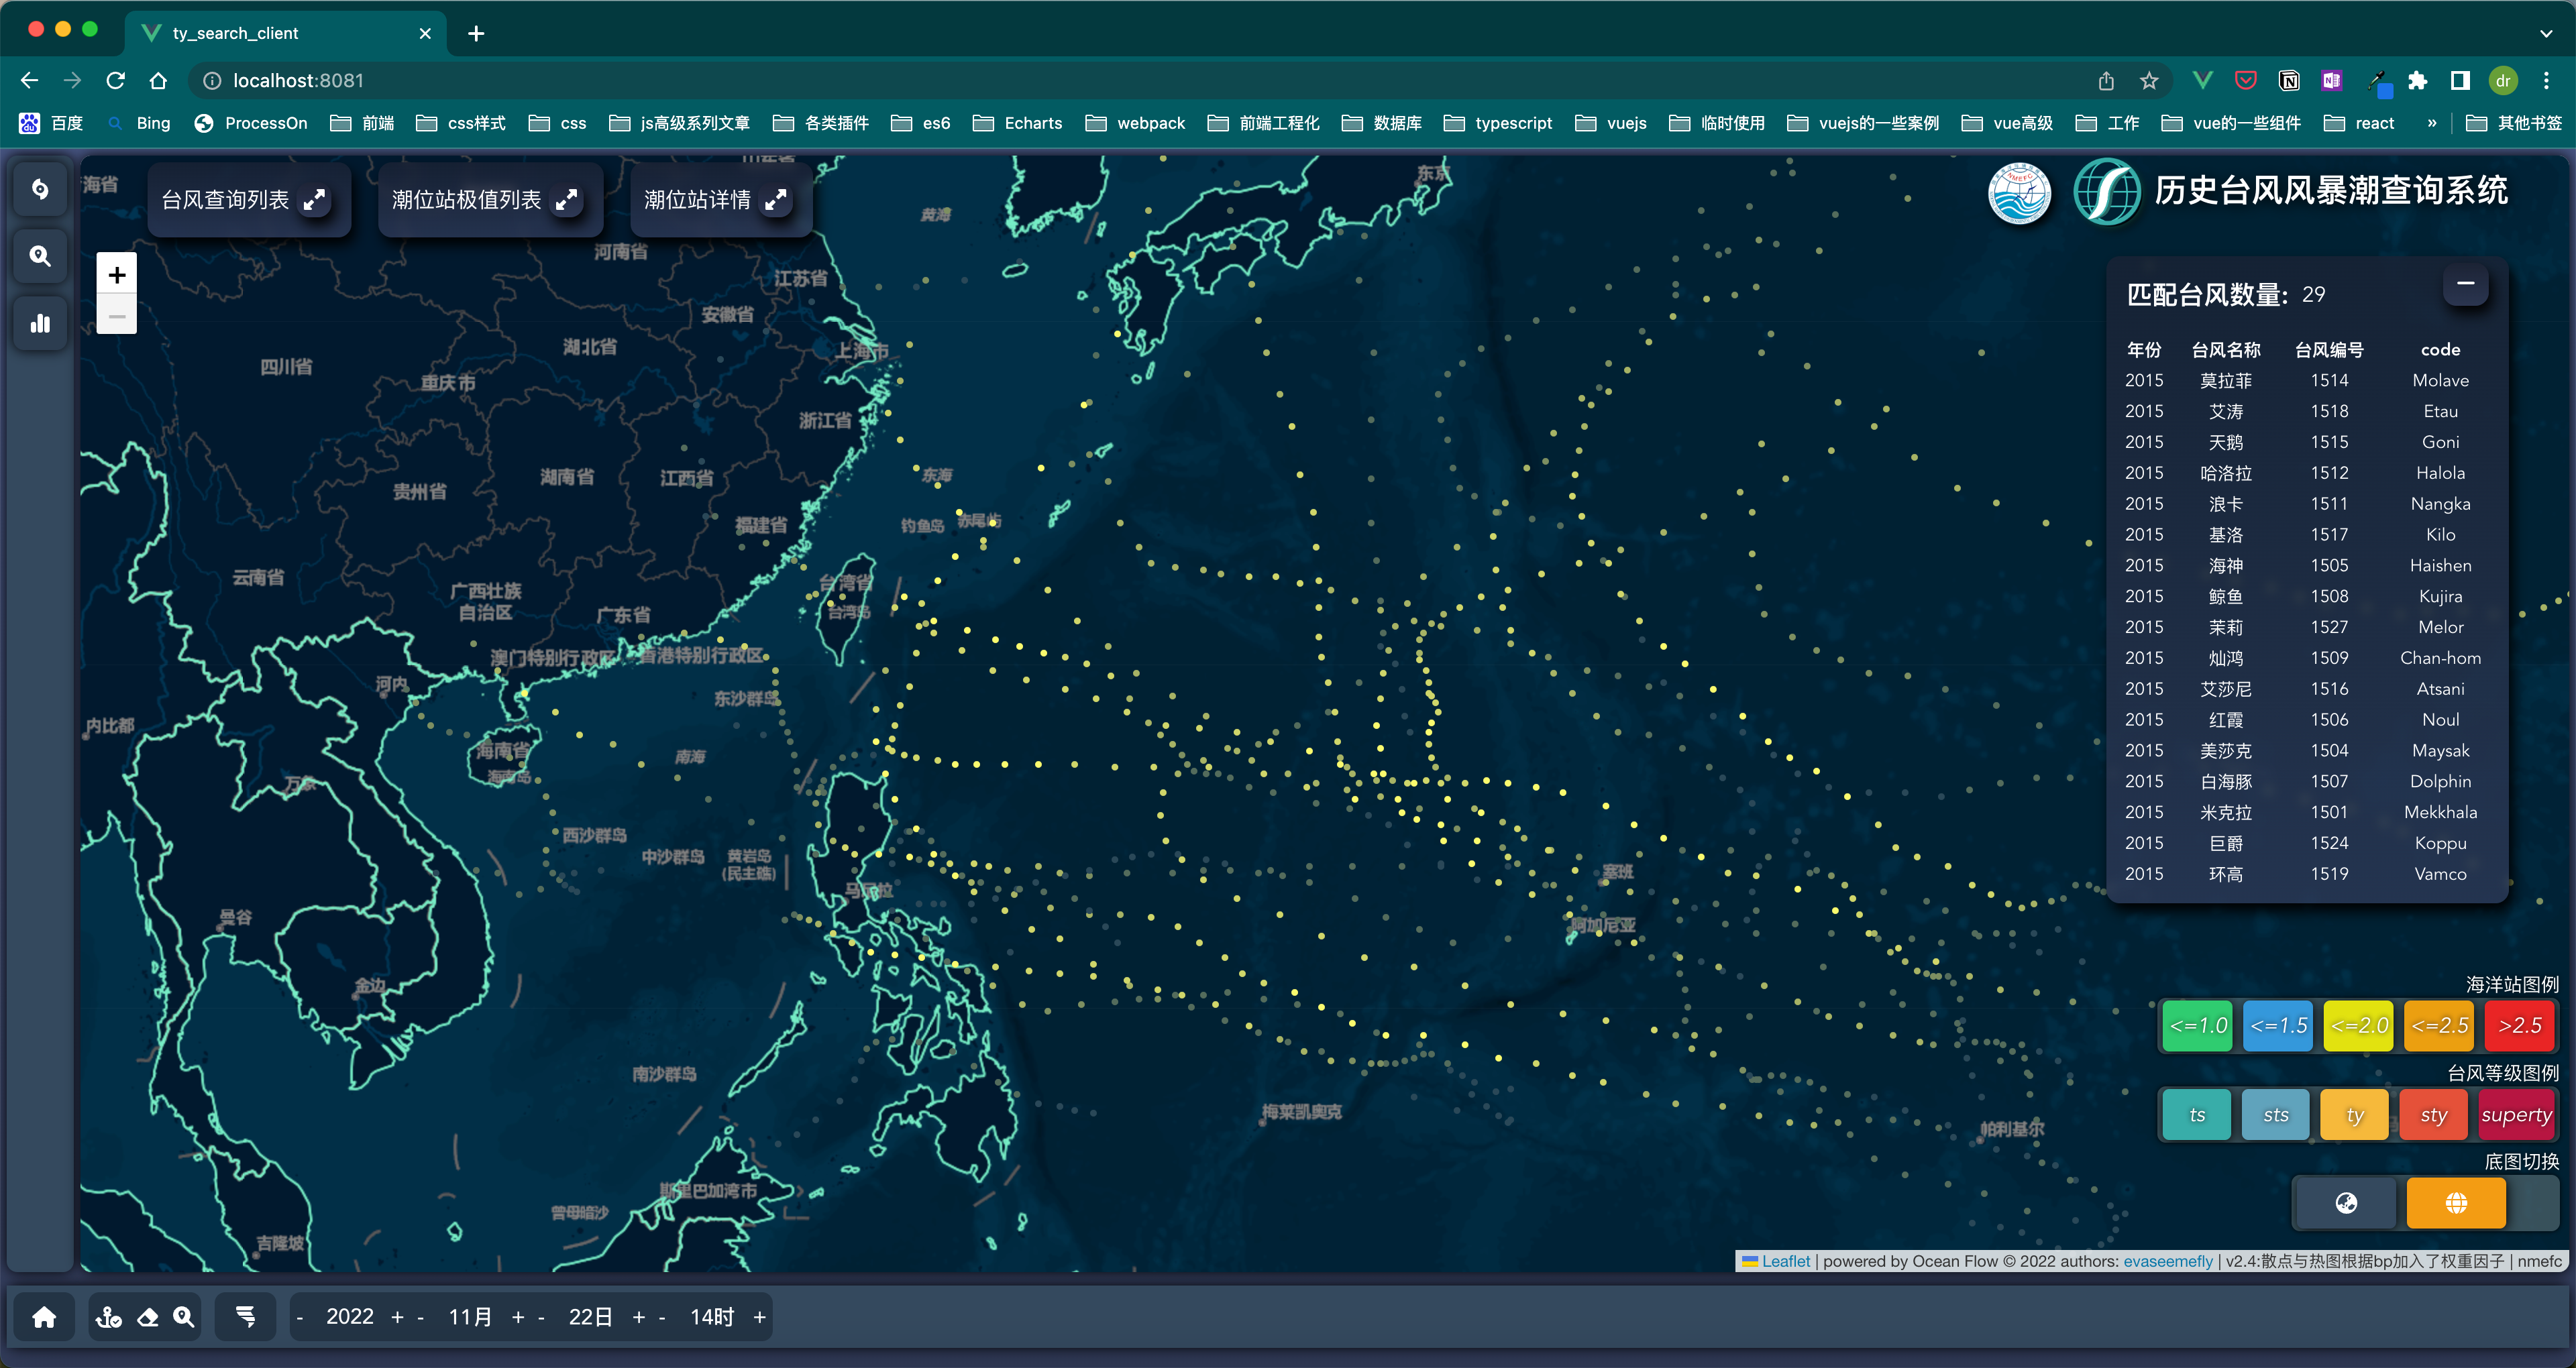 ty_search_client
localhost:8081
dr
百度 Bing ProcessOn 前端 css样式 css js高级系列文章 各类插件 es6 Echarts webpack 前端工程化 数据库 typescript vuejs 临时使用 vuejs的一些案例 vue高级 工作 vue的一些组件 react » 其他书签
台风查询列表 潮位站极值列表 潮位站详情
NMEFC
历史台风风暴潮查询系统
+
−
匹配台风数量: 29
年份 台风名称 台风编号 code
2015 莫拉菲 1514 Molave
2015 艾涛 1518 Etau
2015 天鹅 1515 Goni
2015 哈洛拉 1512 Halola
2015 浪卡 1511 Nangka
2015 基洛 1517 Kilo
2015 海神 1505 Haishen
2015 鲸鱼 1508 Kujira
2015 茉莉 1527 Melor
2015 灿鸿 1509 Chan-hom
2015 艾莎尼 1516 Atsani
2015 红霞 1506 Noul
2015 美莎克 1504 Maysak
2015 白海豚 1507 Dolphin
2015 米克拉 1501 Mekkhala
2015 巨爵 1524 Koppu
2015 环高 1519 Vamco
海省
东京
黄海
河南省
江苏省
安徽省
上海市
湖北省
四川省
重庆市
浙江省
湖南省
江西省
贵州省
东海
福建省
钓鱼岛
赤尾屿
云南省
台湾省
台湾岛
广西壮族
自治区
广东省
澳门特别行政区
香港特别行政区
河内
东沙群岛
内比都
海南省
海南岛
南海
万象
西沙群岛
中沙群岛
黄岩岛
(民主礁)
马尼拉
塞班
阿加尼亚
曼谷
金边
南沙群岛
梅莱凯奥克
帕利基尔
斯里巴加湾市
曾母暗沙
吉隆坡
海洋站图例
<=1.0 <=1.5 <=2.0 <=2.5 >2.5
台风等级图例
ts sts ty sty superty
底图切换
Leaflet | powered by Ocean Flow © 2022 authors: evaseemefly | v2.4:散点与热图根据bp加入了权重因子 | nmefc
- 2022 + - 11月 + - 22日 + - 14时 +